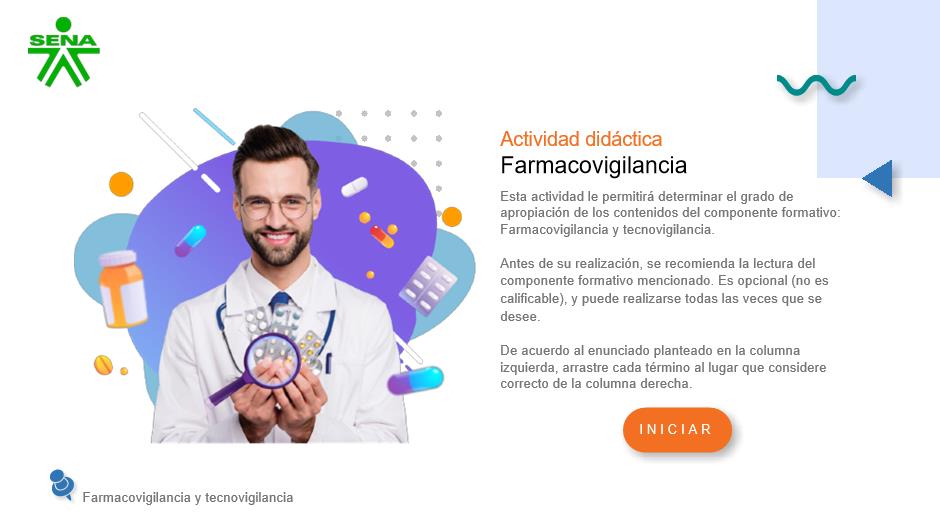 SENA
Actividad didáctica
Farmacovigilancia
Esta actividad le permitirá determinar el grado de
apropiación de los contenidos del componente formativo:
Farmacovigilancia y tecnovigilancia.
Antes de su realización, se recomienda la lectura del
componente formativo mencionado. Es opcional (no es
calificable), y puede realizarse todas las veces que se
desee.
De acuerdo al enunciado planteado en la columna
izquierda, arrastre cada término al lugar que considere
correcto de la columna derecha.
INICIAR
Farmacovigilancia y tecnovigilancia